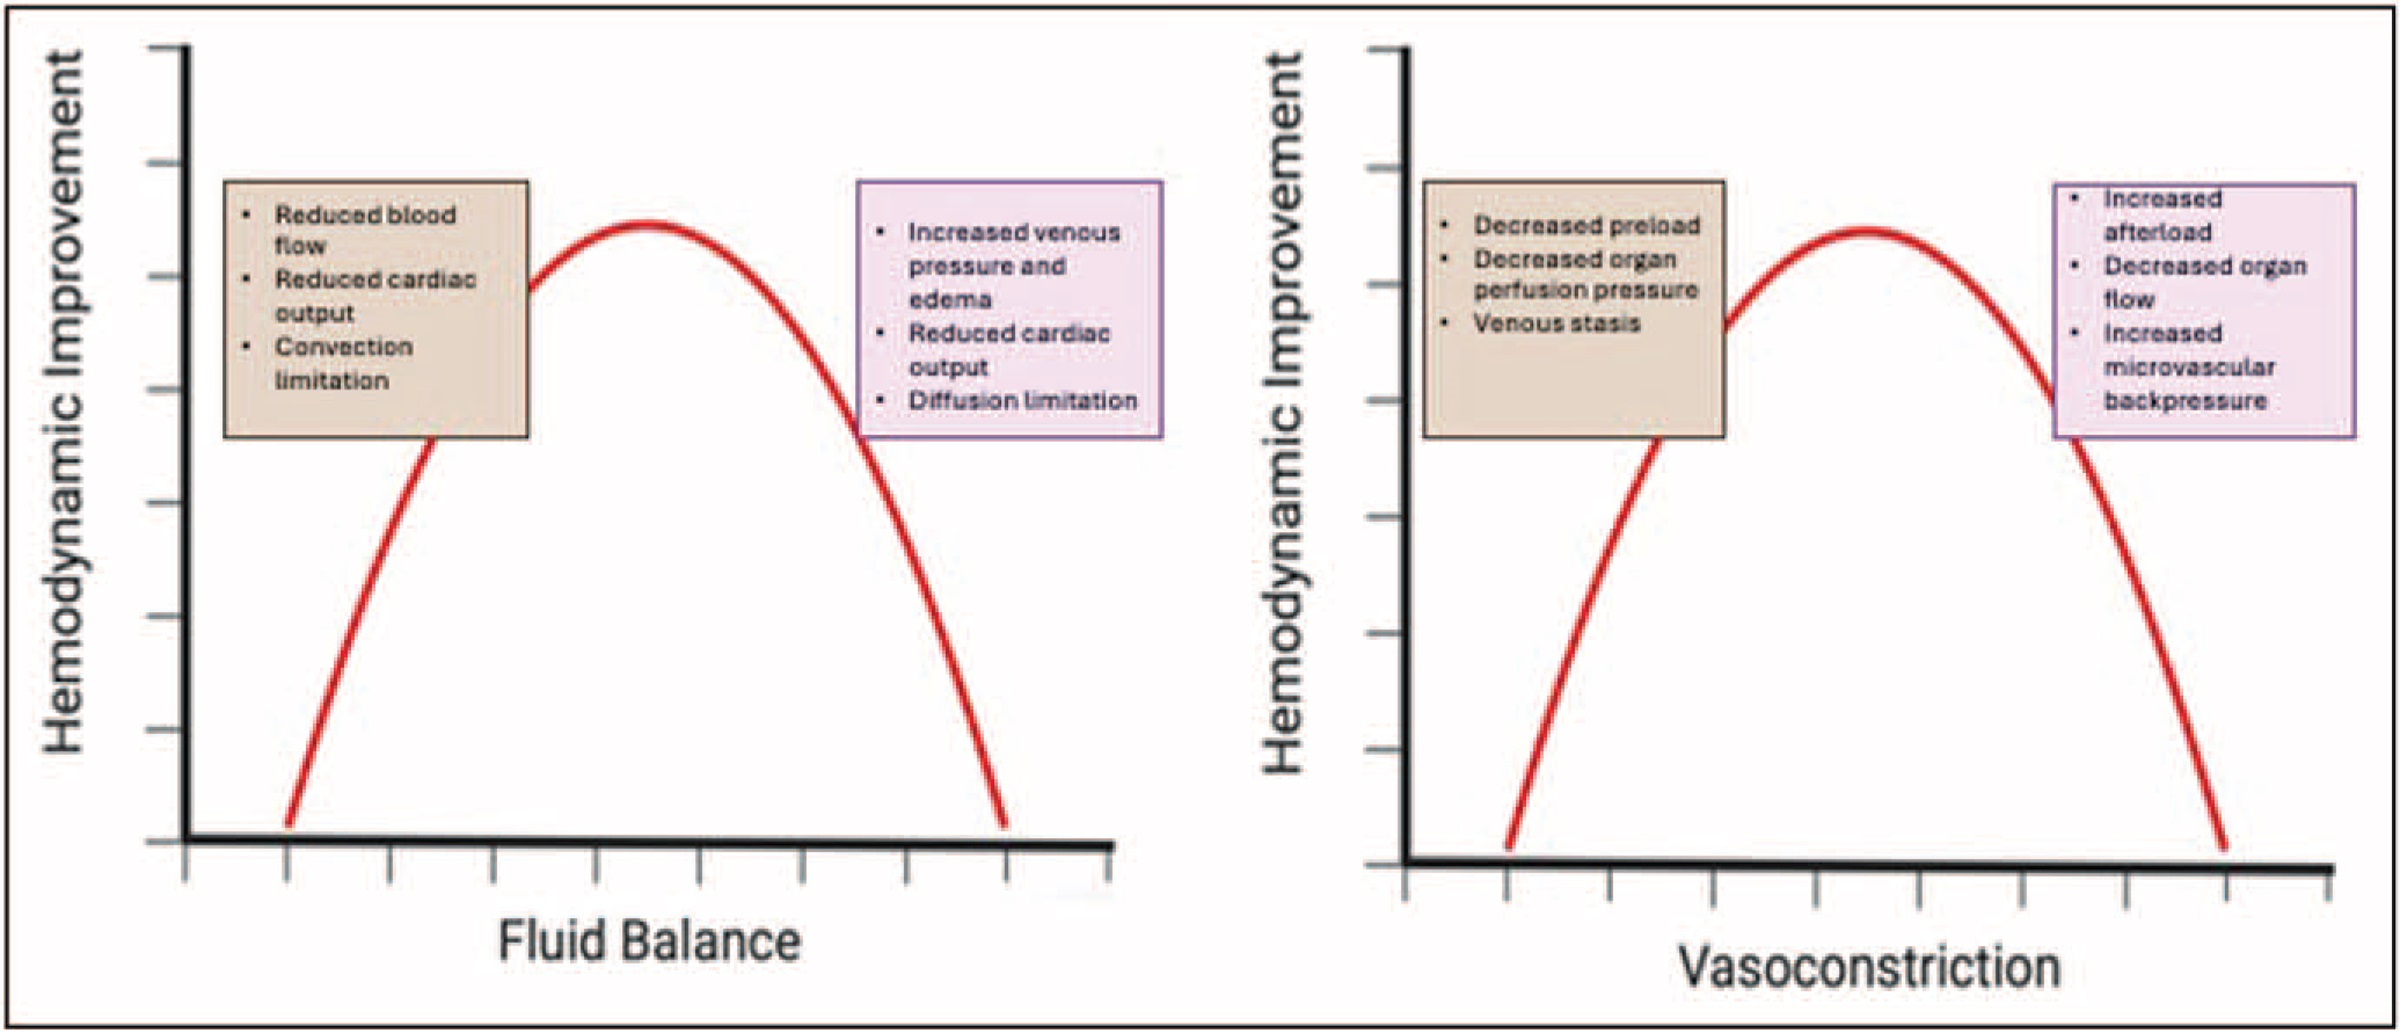 Hemodynamic Improvement
• Reduced blood
flow
• Reduced cardiac
output
• Convection
limitation
• Increased venous
pressure and
edema
• Reduced cardiac
output
• Diffusion limitation
Fluid Balance
Hemodynamic Improvement
• Decreased preload
• Decreased organ
perfusion pressure
• Venous stasis
• Increased
afterload
• Decreased organ
flow
• Increased
microvascular
backpressure
Vasoconstriction